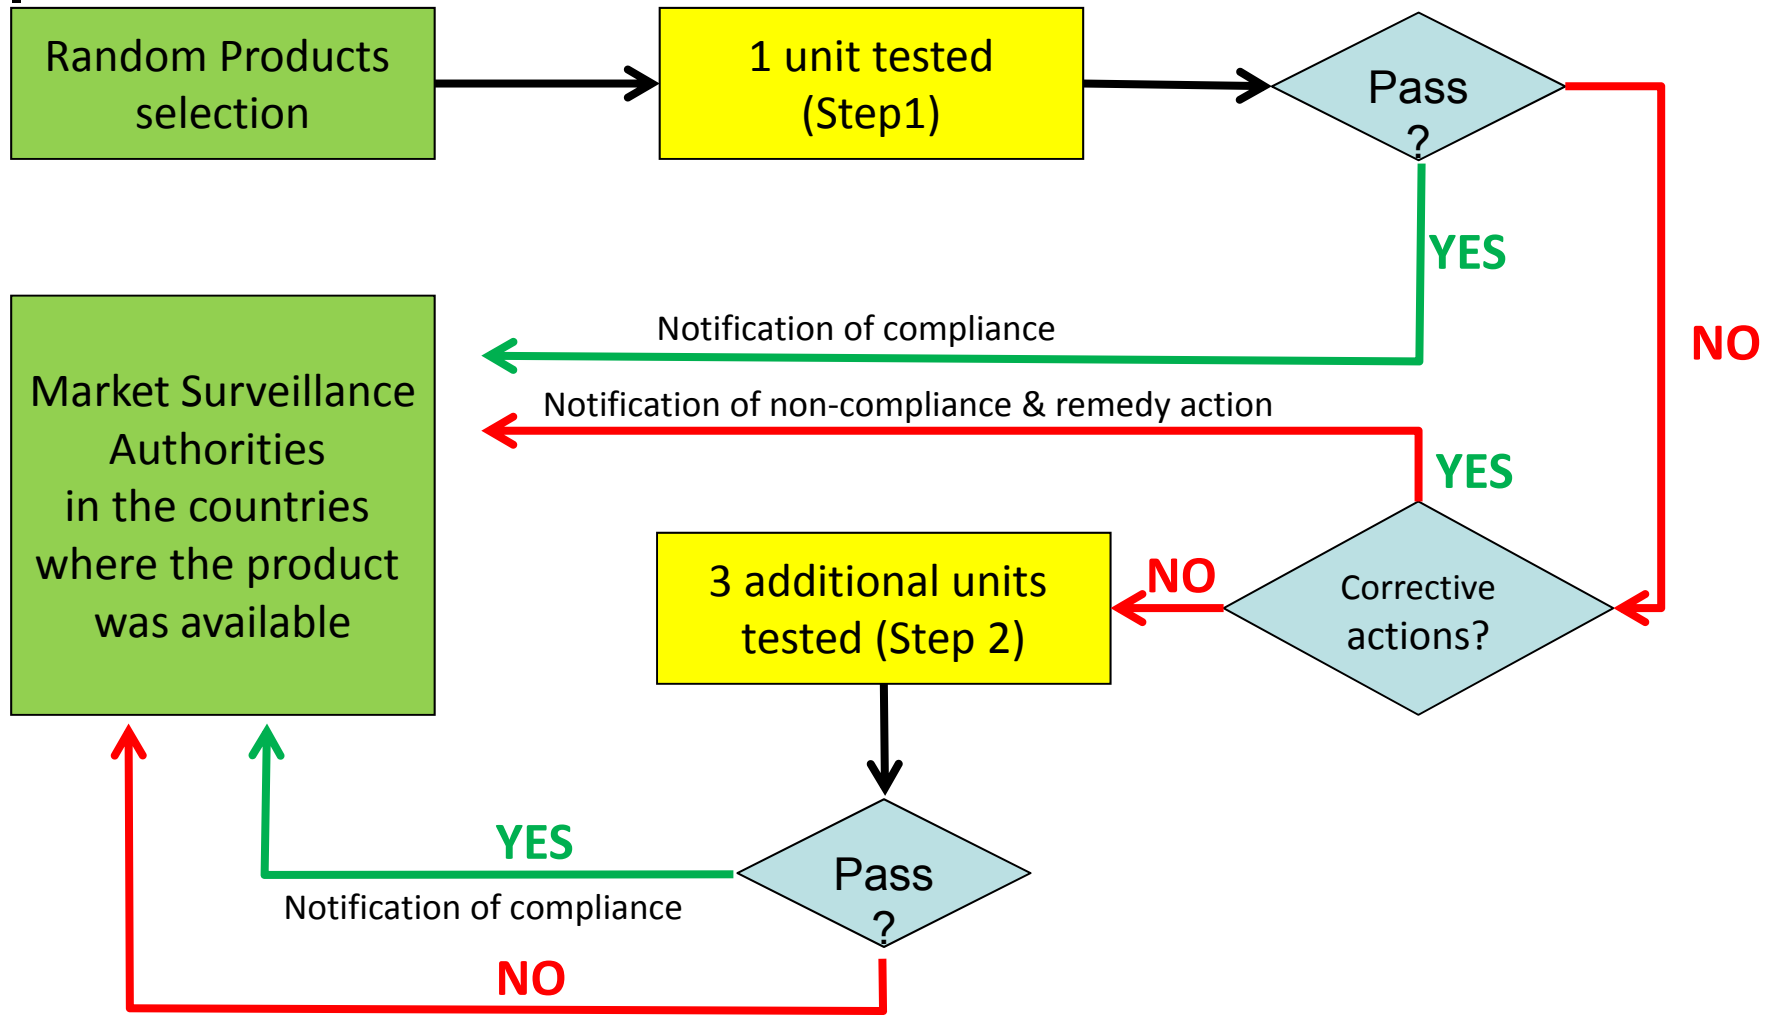 Random Products
selection
1 unit tested
(Step1)
Pass
?
YES
NO
Notification of compliance
Notification of non-compliance & remedy action
YES
Market Surveillance
Authorities
in the countries
where the product
was available
3 additional units
tested (Step 2)
NO
Corrective
actions?
YES
Notification of compliance
Pass
?
NO